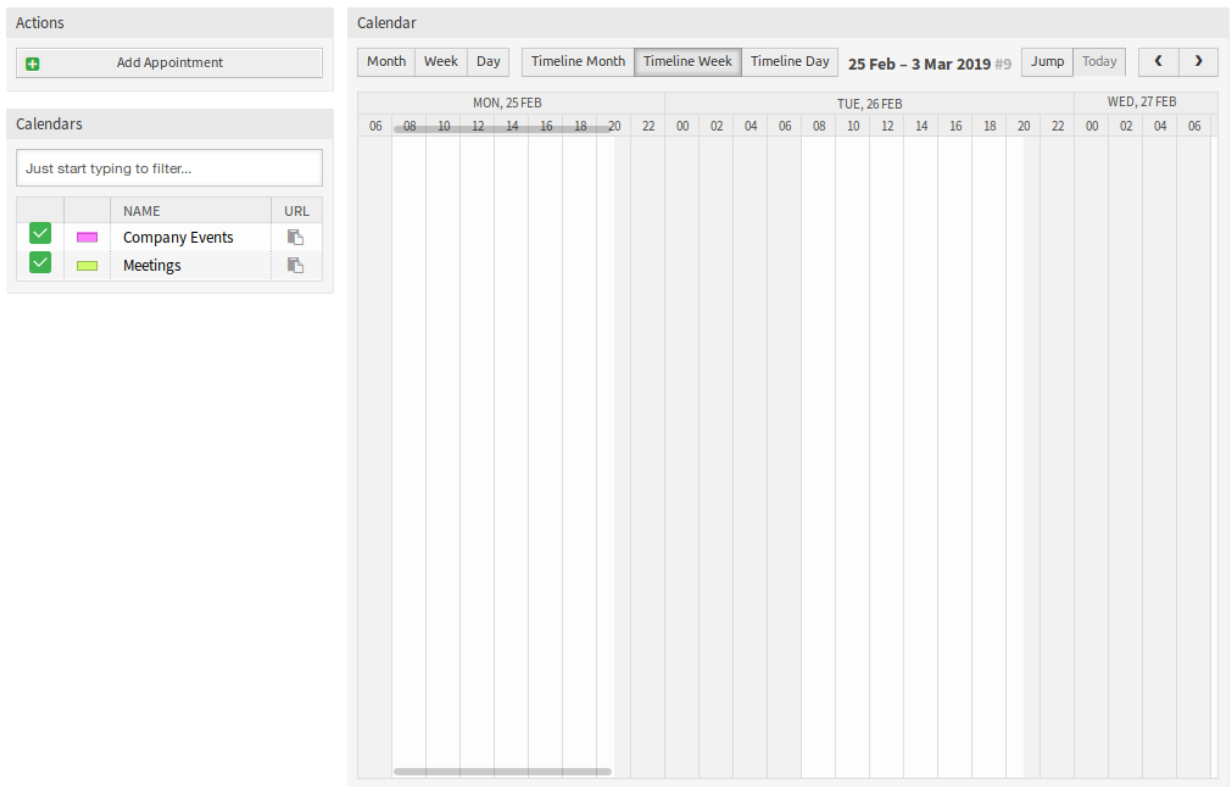 Actions
Add Appointment
Calendars
Just start typing to filter...
NAME URL
Company Events
Meetings
Calendar
Month Week Day Timeline Month Timeline Week Timeline Day 25 Feb – 3 Mar 2019 #9 Jump Today ‹ ›
MON, 25 FEB TUE, 26 FEB WED, 27 FEB
06 08 10 12 14 16 18 20 22 00 02 04 06 08 10 12 14 16 18 20 22 00 02 04 06